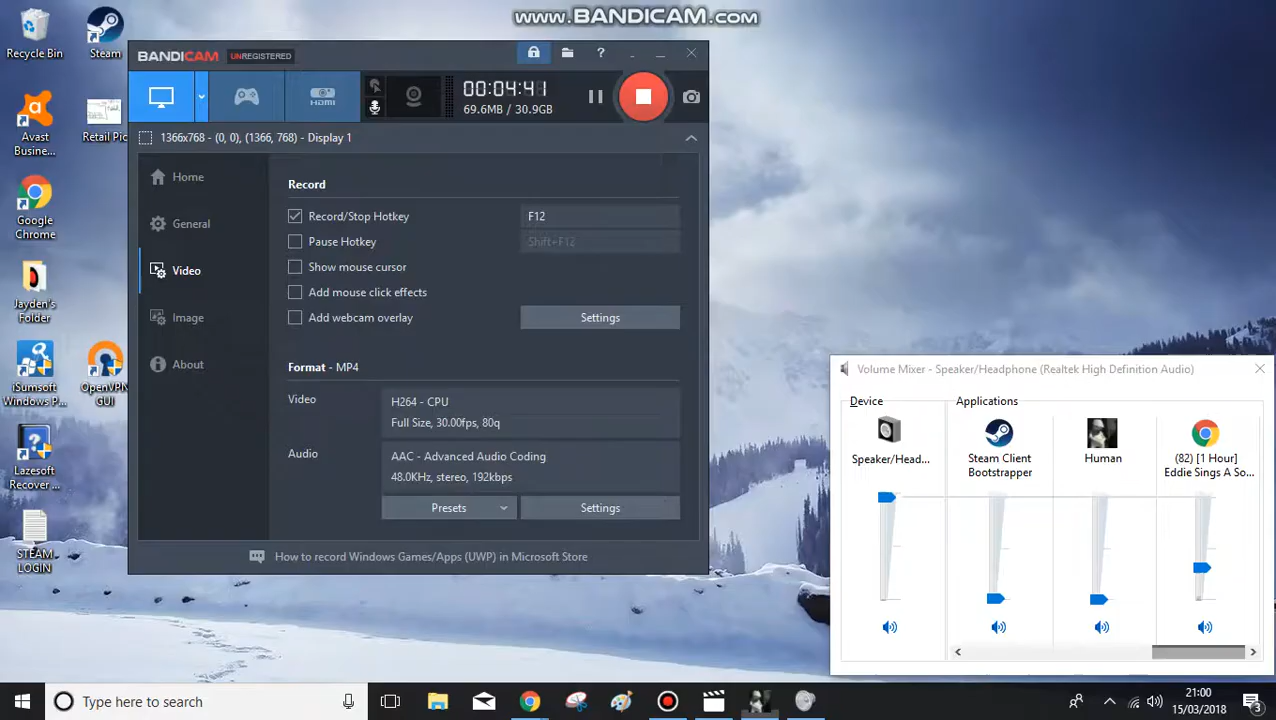 www.BANDICAM.com
Recycle Bin
Steam
Avast
Busine...
Retail Pic
Google
Chrome
Jayden's
Folder
iSumsoft
Windows P...
OpenVPN
GUI
Lazesoft
Recover ...
STEAM
LOGIN
BANDICAM UNREGISTERED
?
HDMI
00:04:41
69.6MB / 30.9GB
1366x768 - (0, 0), (1366, 768) - Display 1
Home
General
Video
Image
About
Record
Record/Stop Hotkey
F12
Pause Hotkey
Shift+F12
Show mouse cursor
Add mouse click effects
Add webcam overlay
Settings
Format - MP4
Video
H264 - CPU
Full Size, 30.00fps, 80q
Audio
AAC - Advanced Audio Coding
48.0KHz, stereo, 192kbps
Presets
Settings
How to record Windows Games/Apps (UWP) in Microsoft Store
Volume Mixer - Speaker/Headphone (Realtek High Definition Audio)
Device
Applications
Speaker/Head...
Steam Client
Bootstrapper
Human
(82) [1 Hour]
Eddie Sings A So...
Type here to search
21:00
15/03/2018
3